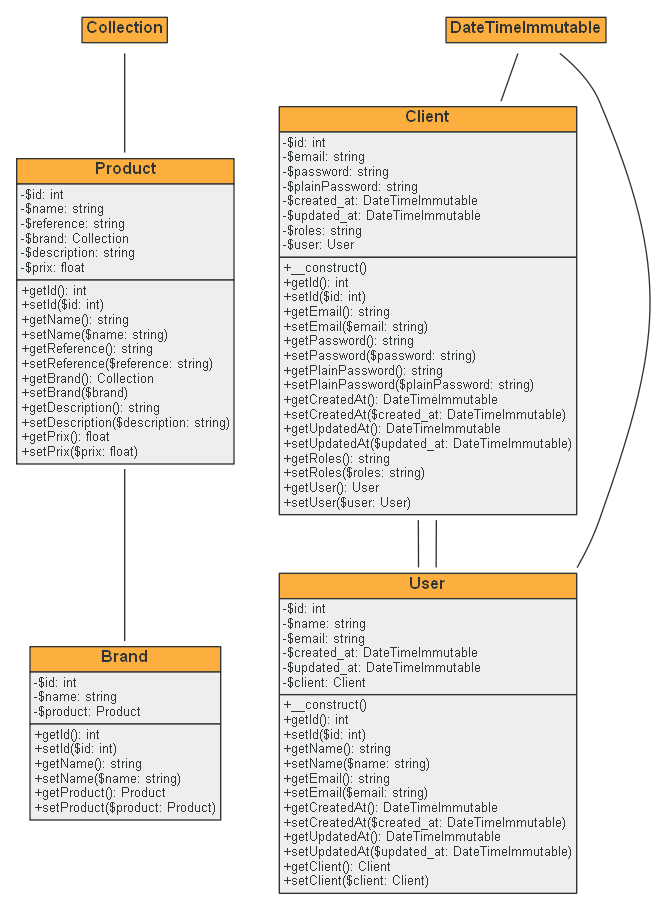 Collection
DateTimeImmutable
Product
-$id: int
-$name: string
-$reference: string
-$brand: Collection
-$description: string
-$prix: float
+getId(): int
+setId($id: int)
+getName(): string
+setName($name: string)
+getReference(): string
+setReference($reference: string)
+getBrand(): Collection
+setBrand($brand)
+getDescription(): string
+setDescription($description: string)
+getPrix(): float
+setPrix($prix: float)
Client
-$id: int
-$email: string
-$password: string
-$plainPassword: string
-$created_at: DateTimeImmutable
-$updated_at: DateTimeImmutable
-$roles: string
-$user: User
+__construct()
+getId(): int
+setId($id: int)
+getEmail(): string
+setEmail($email: string)
+getPassword(): string
+setPassword($password: string)
+getPlainPassword(): string
+setPlainPassword($plainPassword: string)
+getCreatedAt(): DateTimeImmutable
+setCreatedAt($created_at: DateTimeImmutable)
+getUpdatedAt(): DateTimeImmutable
+setUpdatedAt($updated_at: DateTimeImmutable)
+getRoles(): string
+setRoles($roles: string)
+getUser(): User
+setUser($user: User)
Brand
-$id: int
-$name: string
-$product: Product
+getId(): int
+setId($id: int)
+getName(): string
+setName($name: string)
+getProduct(): Product
+setProduct($product: Product)
User
-$id: int
-$name: string
-$email: string
-$created_at: DateTimeImmutable
-$updated_at: DateTimeImmutable
-$client: Client
+__construct()
+getId(): int
+setId($id: int)
+getName(): string
+setName($name: string)
+getEmail(): string
+setEmail($email: string)
+getCreatedAt(): DateTimeImmutable
+setCreatedAt($created_at: DateTimeImmutable)
+getUpdatedAt(): DateTimeImmutable
+setUpdatedAt($updated_at: DateTimeImmutable)
+getClient(): Client
+setClient($client: Client)